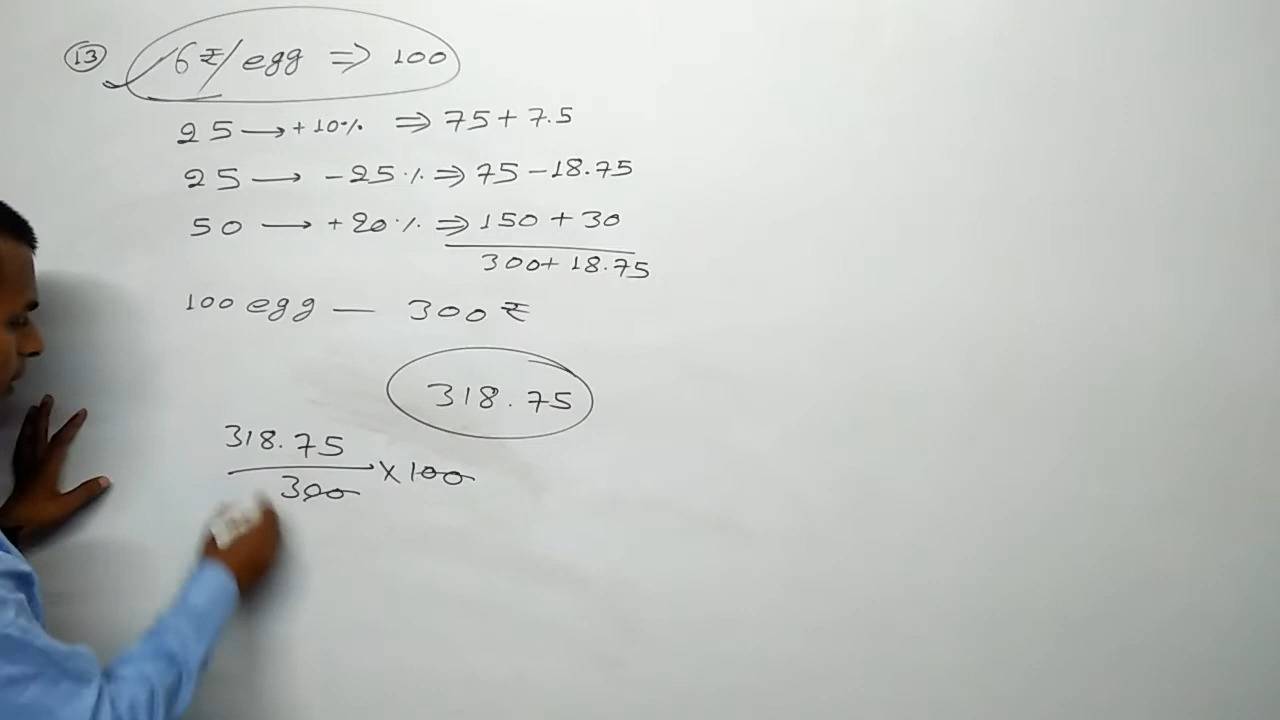 13 6₹/egg ⇒ 100
25 → +10% ⇒ 75 + 7.5
25 → -25% ⇒ 75 - 18.75
50 → +20% ⇒ 150 + 30
300 + 18.75
100 egg — 300 ₹
318.75
318.75
300 × 100